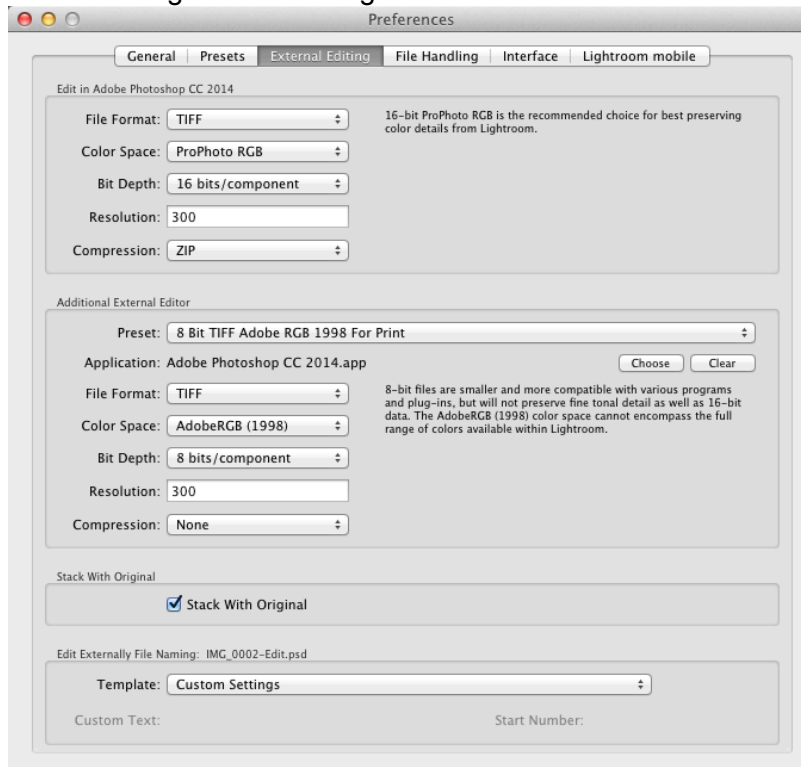 Preferences
General Presets External Editing File Handling Interface Lightroom mobile
Edit in Adobe Photoshop CC 2014
File Format: TIFF
16-bit ProPhoto RGB is the recommended choice for best preserving
color details from Lightroom.
Color Space: ProPhoto RGB
Bit Depth: 16 bits/component
Resolution: 300
Compression: ZIP
Additional External Editor
Preset: 8 Bit TIFF Adobe RGB 1998 For Print
Application: Adobe Photoshop CC 2014.app Choose Clear
File Format: TIFF
8-bit files are smaller and more compatible with various programs
and plug-ins, but will not preserve fine tonal detail as well as 16-bit
data. The AdobeRGB (1998) color space cannot encompass the full
range of colors available within Lightroom.
Color Space: AdobeRGB (1998)
Bit Depth: 8 bits/component
Resolution: 300
Compression: None
Stack With Original
Stack With Original
Edit Externally File Naming: IMG_0002-Edit.psd
Template: Custom Settings
Custom Text: Start Number: